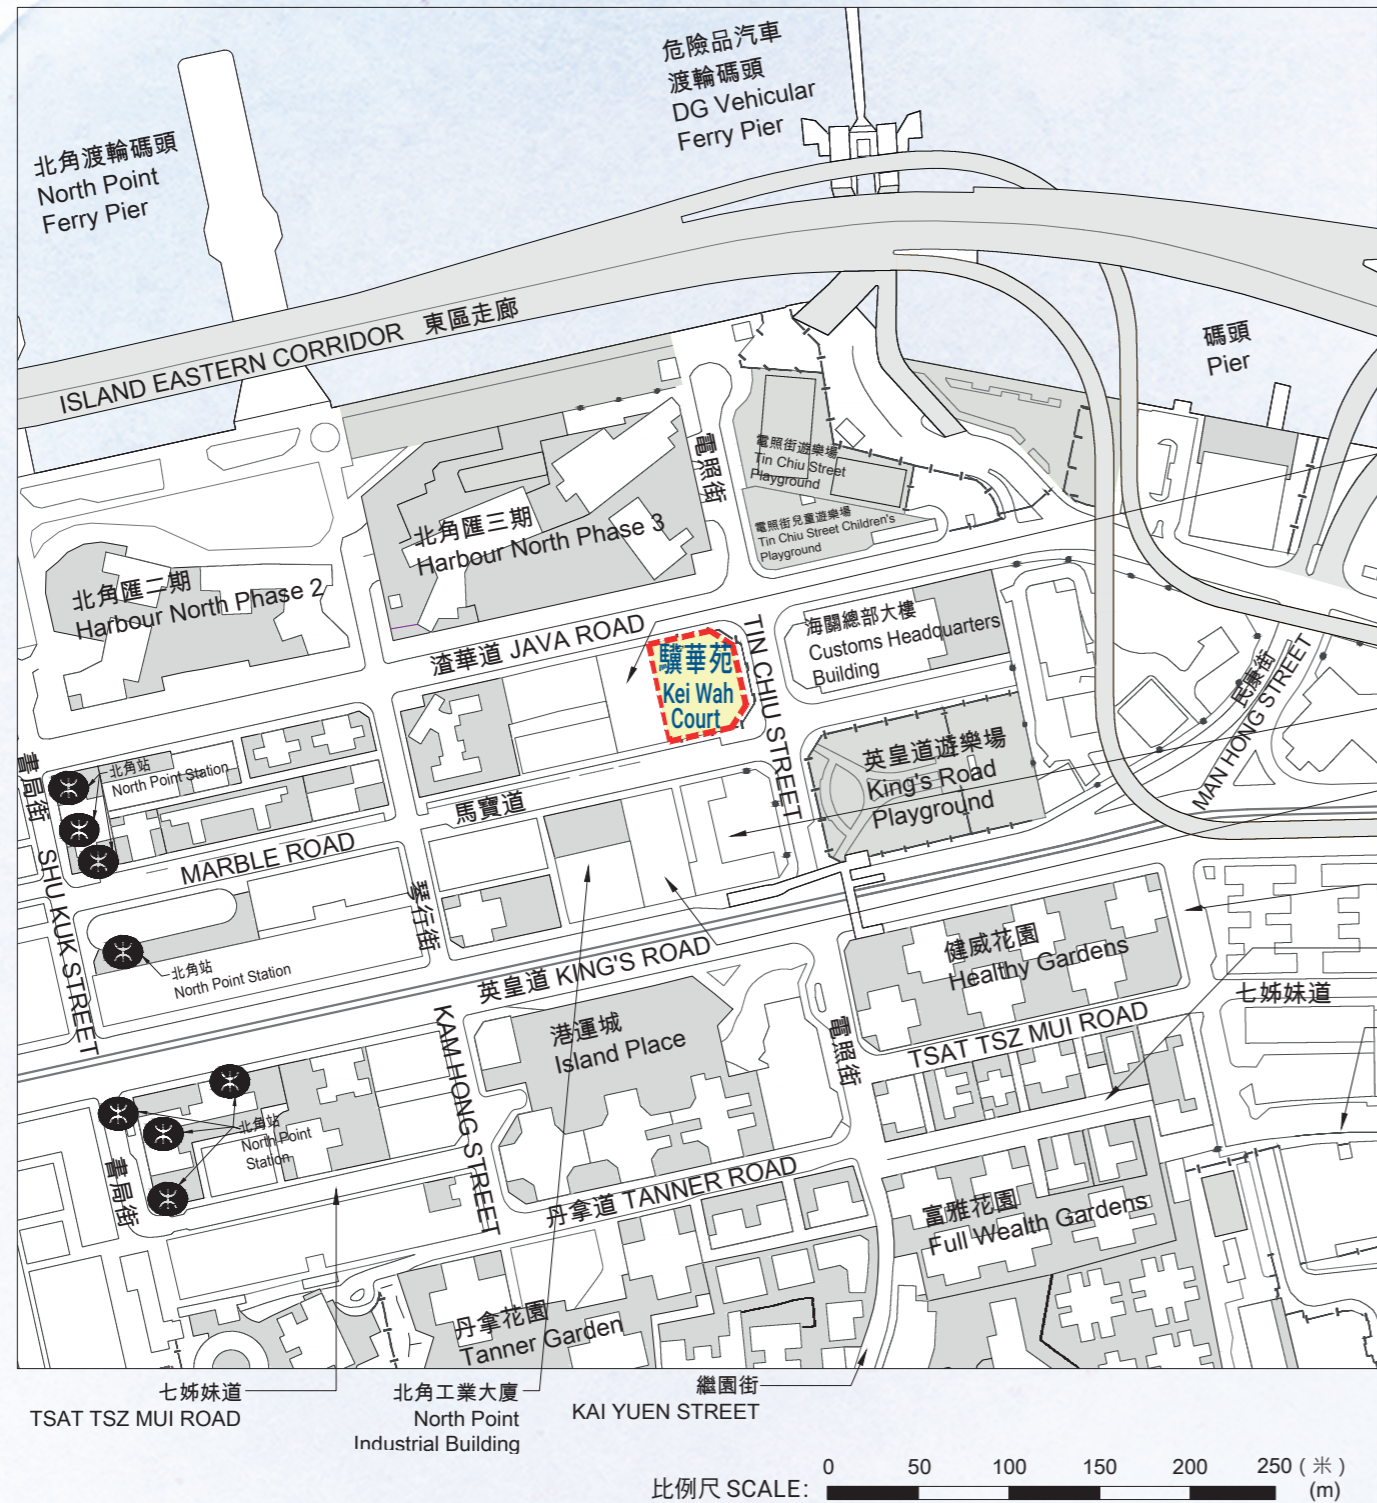 危險品汽車
渡輪碼頭
DG Vehicular
Ferry Pier
北角渡輪碼頭
North Point
Ferry Pier
ISLAND EASTERN CORRIDOR 東區走廊
碼頭
Pier
電照街
電照街遊樂場
Tin Chiu Street
Playground
電照街兒童遊樂場
Tin Chiu Street Children's
Playground
北角匯三期
Harbour North Phase 3
北角匯二期
Harbour North Phase 2
渣華道 JAVA ROAD
驥華苑
Kei Wah
Court
TIN CHIU STREET
海關總部大樓
Customs Headquarters
Building
民康街
MAN HONG STREET
英皇道遊樂場
King's Road
Playground
書局街
SHU KUK STREET
北角站
North Point Station
馬寶道
MARBLE ROAD
琴行街
北角站
North Point Station
英皇道 KING'S ROAD
健威花園
Healthy Gardens
七姊妹道
TSAT TSZ MUI ROAD
港運城
Island Place
KAM HONG STREET
電照街
北角站
North Point
Station
書局街
丹拿道 TANNER ROAD
富雅花園
Full Wealth Gardens
丹拿花園
Tanner Garden
七姊妹道
TSAT TSZ MUI ROAD
北角工業大廈
North Point
Industrial Building
繼園街
KAI YUEN STREET
比例尺 SCALE:
0 50 100 150 200 250 (米)
(m)